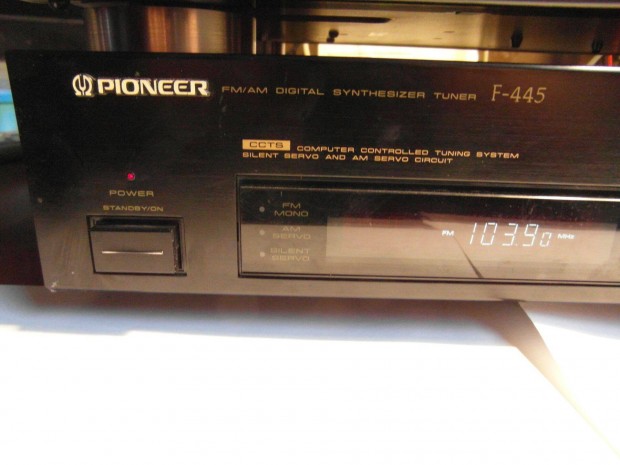 PIONEER FM/AM DIGITAL SYNTHESIZER TUNER F-445
CCTS COMPUTER CONTROLLED TUNING SYSTEM
SILENT SERVO AND AM SERVO CIRCUIT
POWER
STANDBY/ON
FM
MONO
AM
SERVO
SILENT
SERVO
FM 103.90 MHz